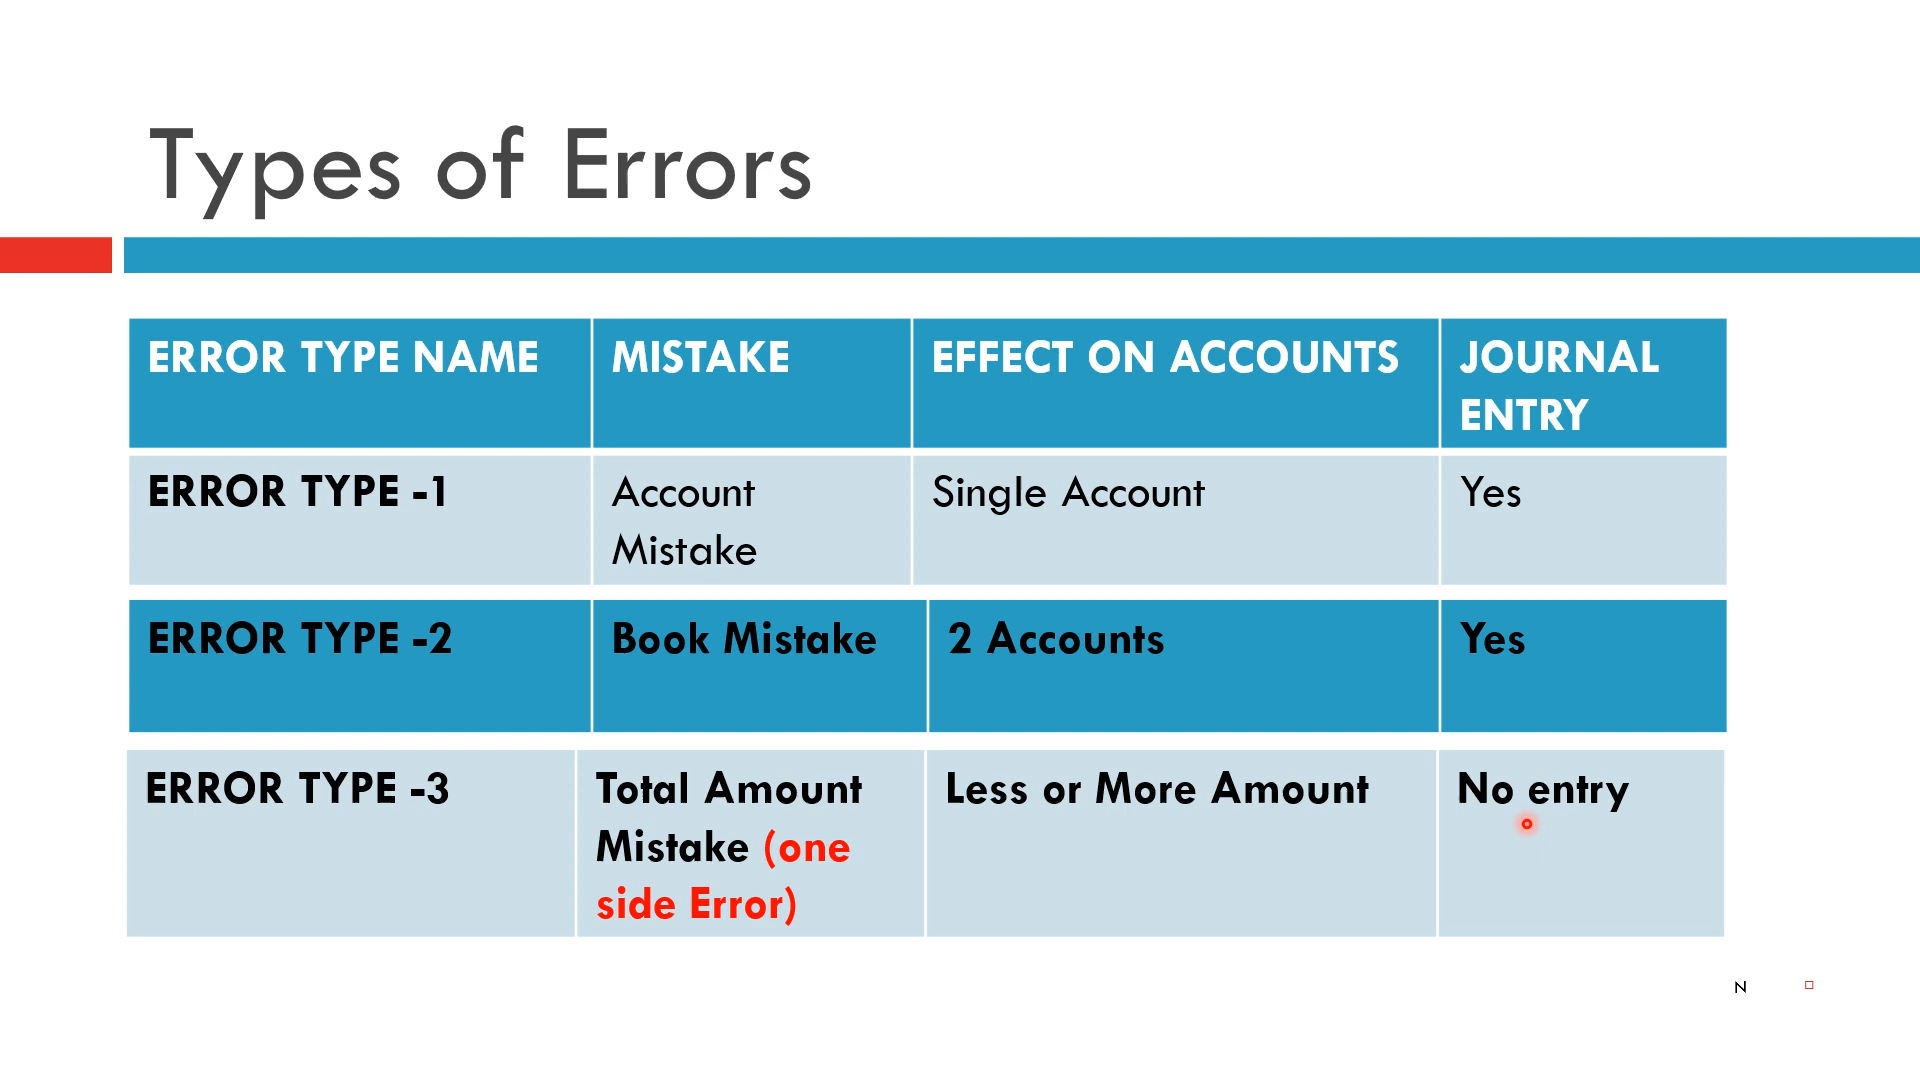 Types of Errors
ERROR TYPE NAME
MISTAKE
EFFECT ON ACCOUNTS
JOURNAL
ENTRY
ERROR TYPE -1
Account
Mistake
Single Account
Yes
ERROR TYPE -2
Book Mistake
2 Accounts
Yes
ERROR TYPE -3
Total Amount
Mistake (one
side Error)
Less or More Amount
No entry
N